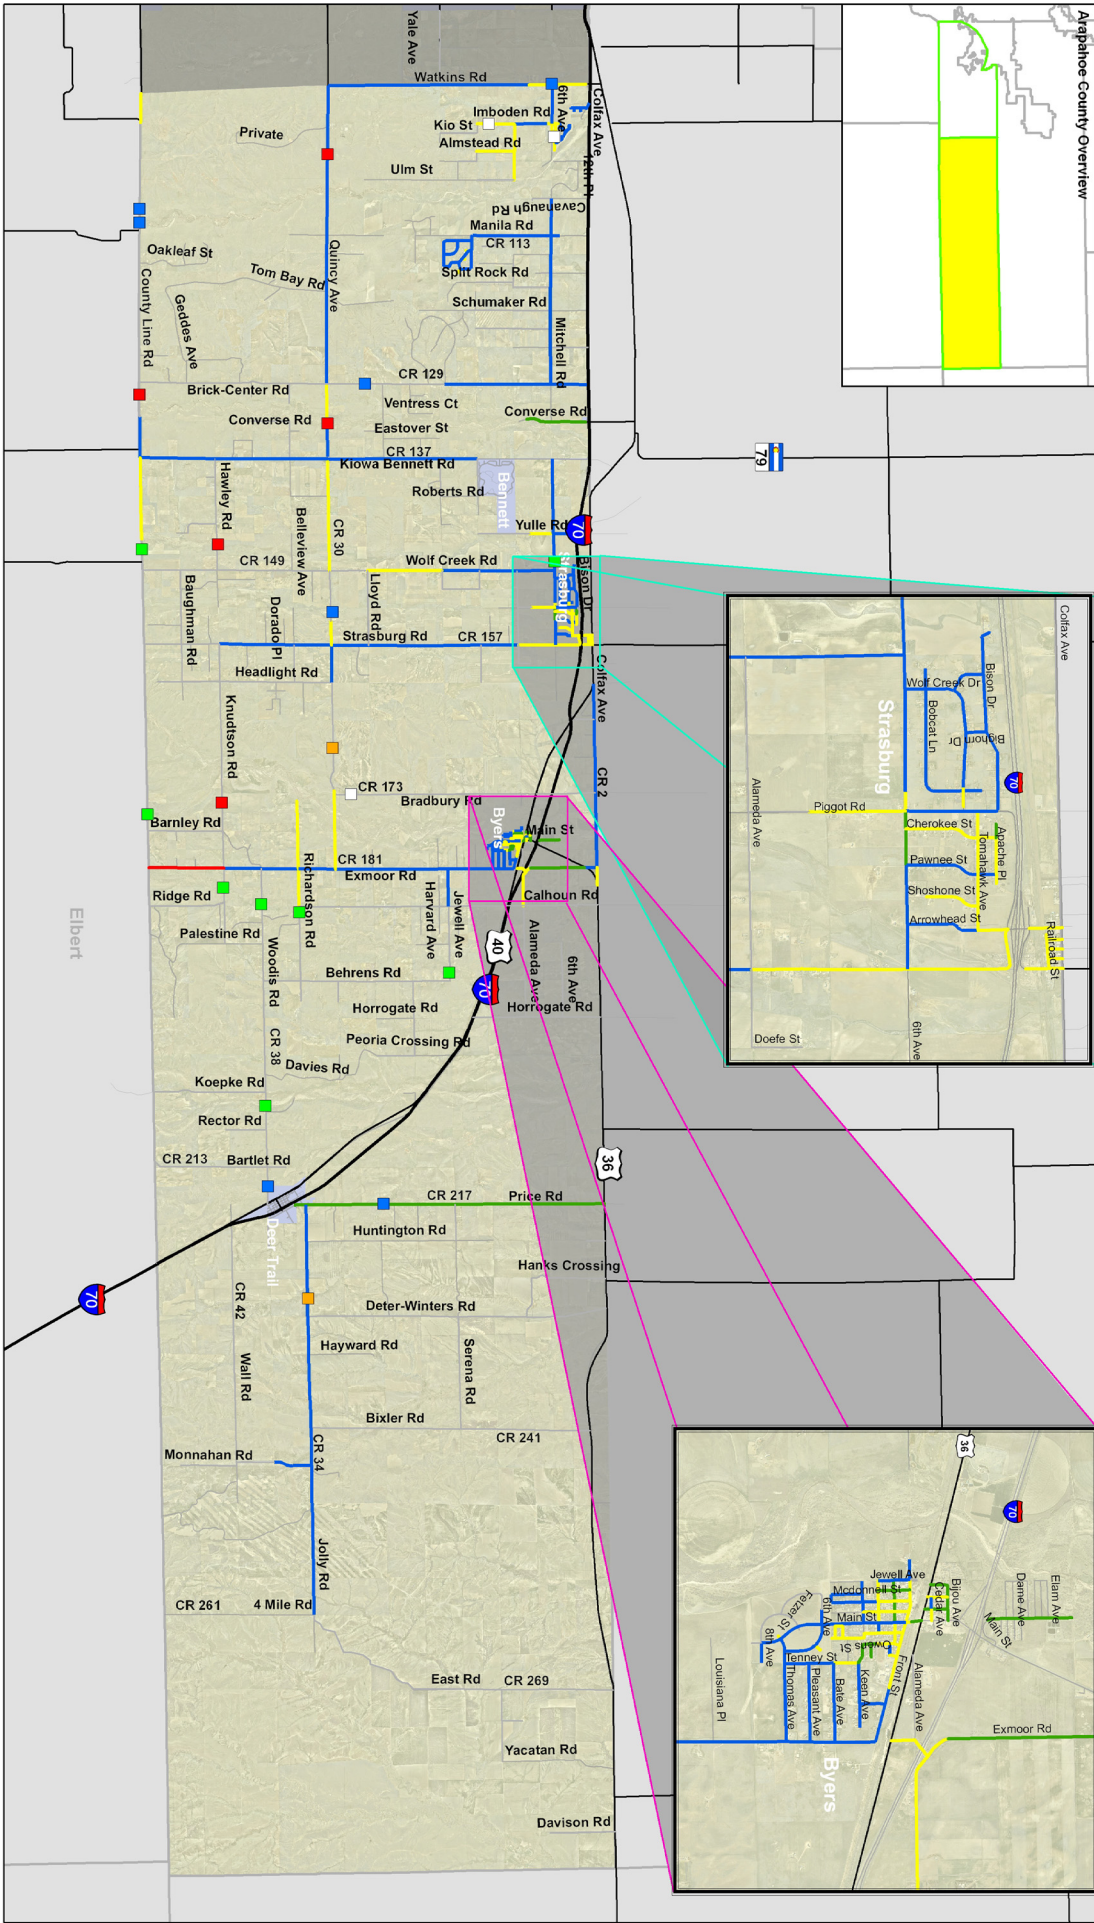 Arapahoe County Overview
Yale Ave
Watkins Rd
6th Ave
Colfax Ave
Imboden Rd
Kio St
Almstead Rd
12th Pl
Private
Ulm St
Cavanaugh Rd
Manila Rd
CR 113
Oakleaf St
Quincy Ave
Split Rock Rd
Tom Bay Rd
County Line Rd
Geddes Ave
Schumaker Rd
Mitchell Rd
CR 129
Brick-Center Rd
Ventress Ct
Converse Rd
Converse Rd
Eastover St
CR 137
Kiowa Bennett Rd
79
Hawley Rd
Roberts Rd
Bennett
Belleview Ave
CR 30
Yulle Rd
70
CR 149
Wolf Creek Rd
Strasburg
Bison Dr
Baughman Rd
Dorado Pl
Lloyd Rd
Strasburg Rd
CR 157
Headlight Rd
Colfax Ave
Knudtson Rd
CR 2
CR 173
Bradbury Rd
Barnley Rd
Byers
Main St
CR 181
Exmoor Rd
Richardson Rd
Ridge Rd
Harvard Ave
Jewell Ave
Calhoun Rd
Elbert
Palestine Rd
Woodis Rd
40
Alameda Ave
6th Ave
Behrens Rd
70
Horrogate Rd
Horrogate Rd
CR 38
Peoria Crossing Rd
Davies Rd
Koepke Rd
Rector Rd
CR 213
Bartlet Rd
36
CR 217
Price Rd
Deer Trail
Huntington Rd
Hanks Crossing
70
CR 42
Deter-Winters Rd
Hayward Rd
Serena Rd
Wall Rd
Bixler Rd
CR 241
Monnahan Rd
CR 34
Jolly Rd
CR 261
4 Mile Rd
East Rd
CR 269
Yacatan Rd
Davison Rd
Colfax Ave
Bison Dr
Wolf Creek Dr
Bobcat Ln
Bighorn Dr
Strasburg
70
Alameda Ave
Piggot Rd
Cherokee St
Apache Pl
Tomahawk Ave
Pawnee St
Shoshone St
Arrowhead St
Railroad St
6th Ave
Doefe St
36
70
Jewell Ave
Mcdonnell St
Bijou Ave
Cedar Ave
Elam Ave
Dame Ave
Main St
Fetzer St
6th Ave
Main St
8th Ave
Owens St
Tenney St
Front St
Alameda Ave
Louisiana Pl
Thomas Ave
Pleasant Ave
Bate Ave
Keen Ave
Exmoor Rd
Byers